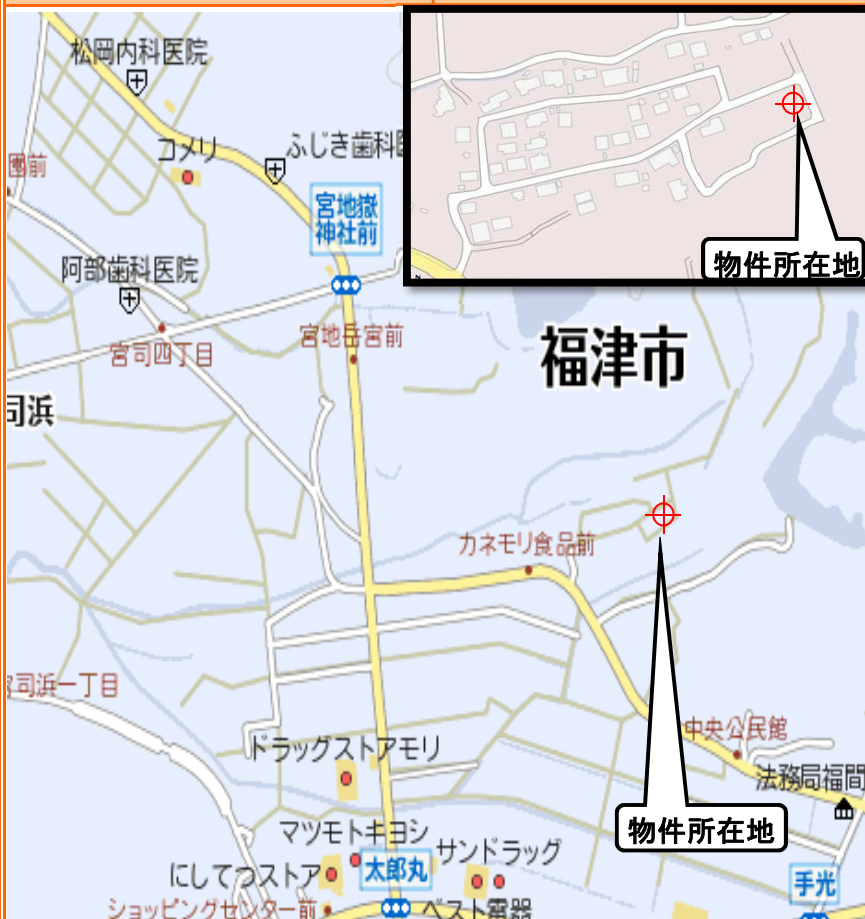 松岡内科医院
コメリ
ふじき歯科医
園前
宮地嶽
神社前
物件所在地
阿部歯科医院
宮司四丁目
宮地岳宮前
福津市
司浜
カネモリ食品前
宮司浜一丁目
中央公民館
ドラッグストアモリ
法務局福間
マツモトキヨシ
物件所在地
サンドラッグ
太郎丸
にしてつストア
手光
ショッピングセンター前
ベスト電器